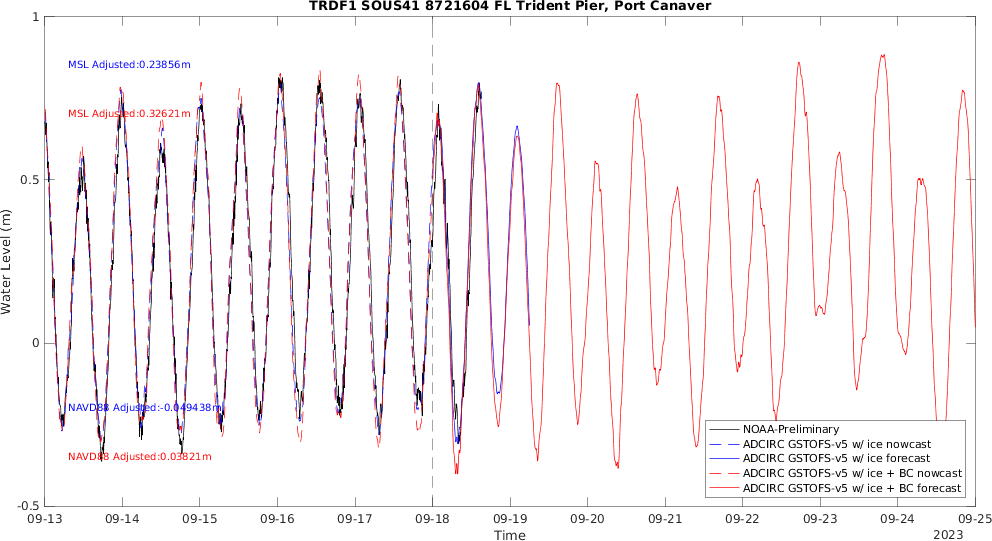 TRDF1 SOUS41 8721604 FL Trident Pier, Port Canaver
1
0.5
0
-0.5
Water Level (m)
MSL Adjusted:0.23856m
MSL Adjusted:0.32621m
NAVD88 Adjusted:-0.049438m
NAVD88 Adjusted:0.03821m
NOAA-Preliminary
ADCIRC GSTOFS-v5 w/ ice nowcast
ADCIRC GSTOFS-v5 w/ ice forecast
ADCIRC GSTOFS-v5 w/ ice + BC nowcast
ADCIRC GSTOFS-v5 w/ ice + BC forecast
09-13 09-14 09-15 09-16 09-17 09-18 09-19 09-20 09-21 09-22 09-23 09-24 09-25
Time
2023